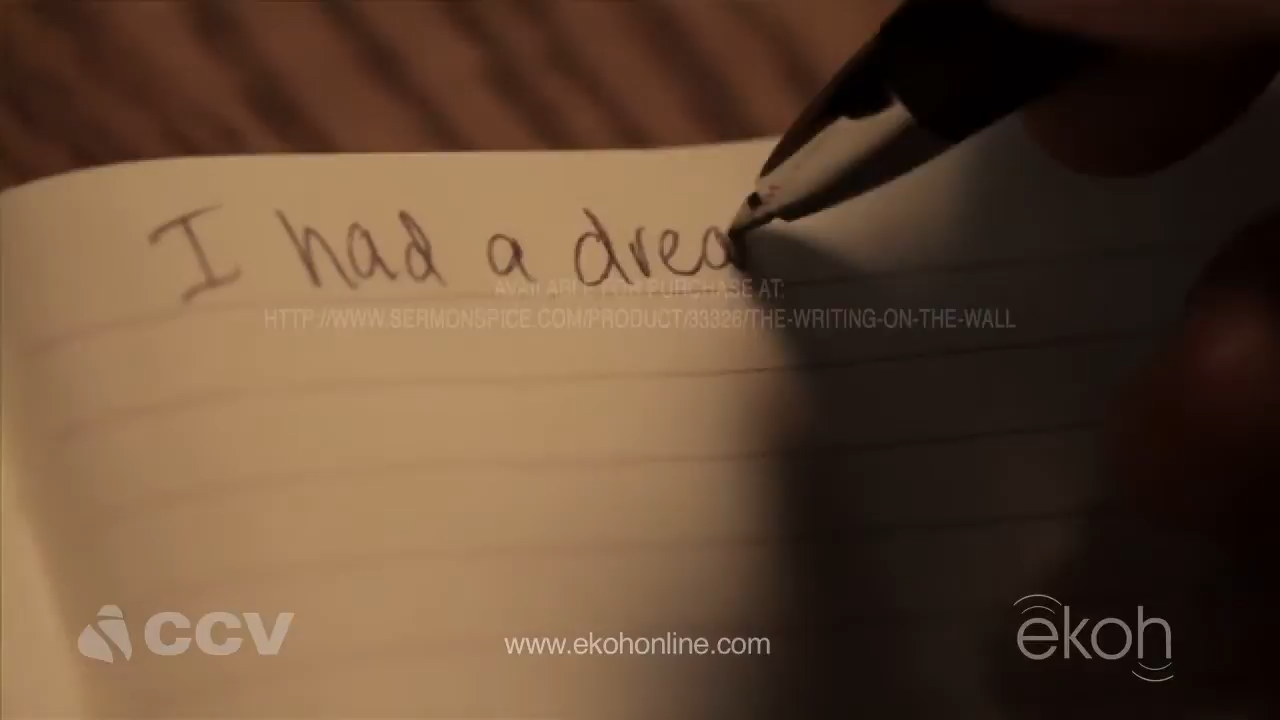 I had a drea
AVAILABLE FOR PURCHASE AT:
HTTP://WWW.SERMONSPICE.COM/PRODUCT/33326/THE-WRITING-ON-THE-WALL
CCV
www.ekohonline.com
ekoh